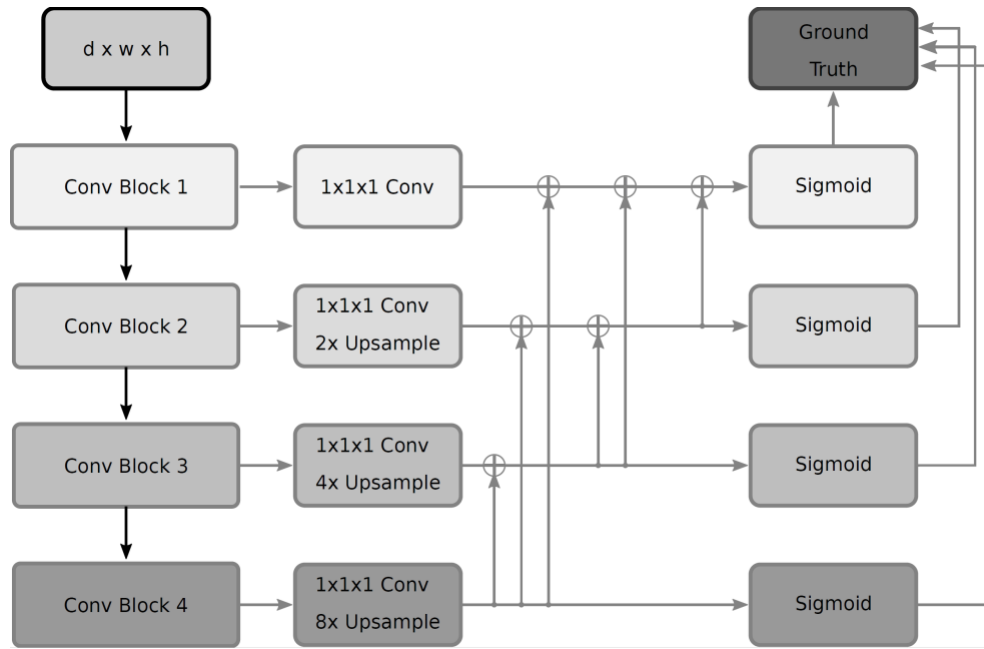 d x w x h
Ground
Truth
Conv Block 1
1x1x1 Conv
Sigmoid
Conv Block 2
1x1x1 Conv
2x Upsample
Sigmoid
Conv Block 3
1x1x1 Conv
4x Upsample
Sigmoid
Conv Block 4
1x1x1 Conv
8x Upsample
Sigmoid